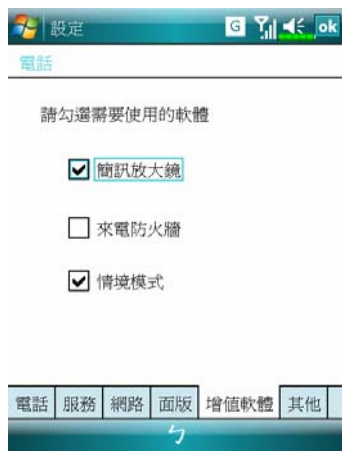 設定 G ok
電話
請勾選需要使用的軟體
簡訊放大鏡
來電防火牆
情境模式
電話 服務 網路 面版 增值軟體 其他
ㄅ